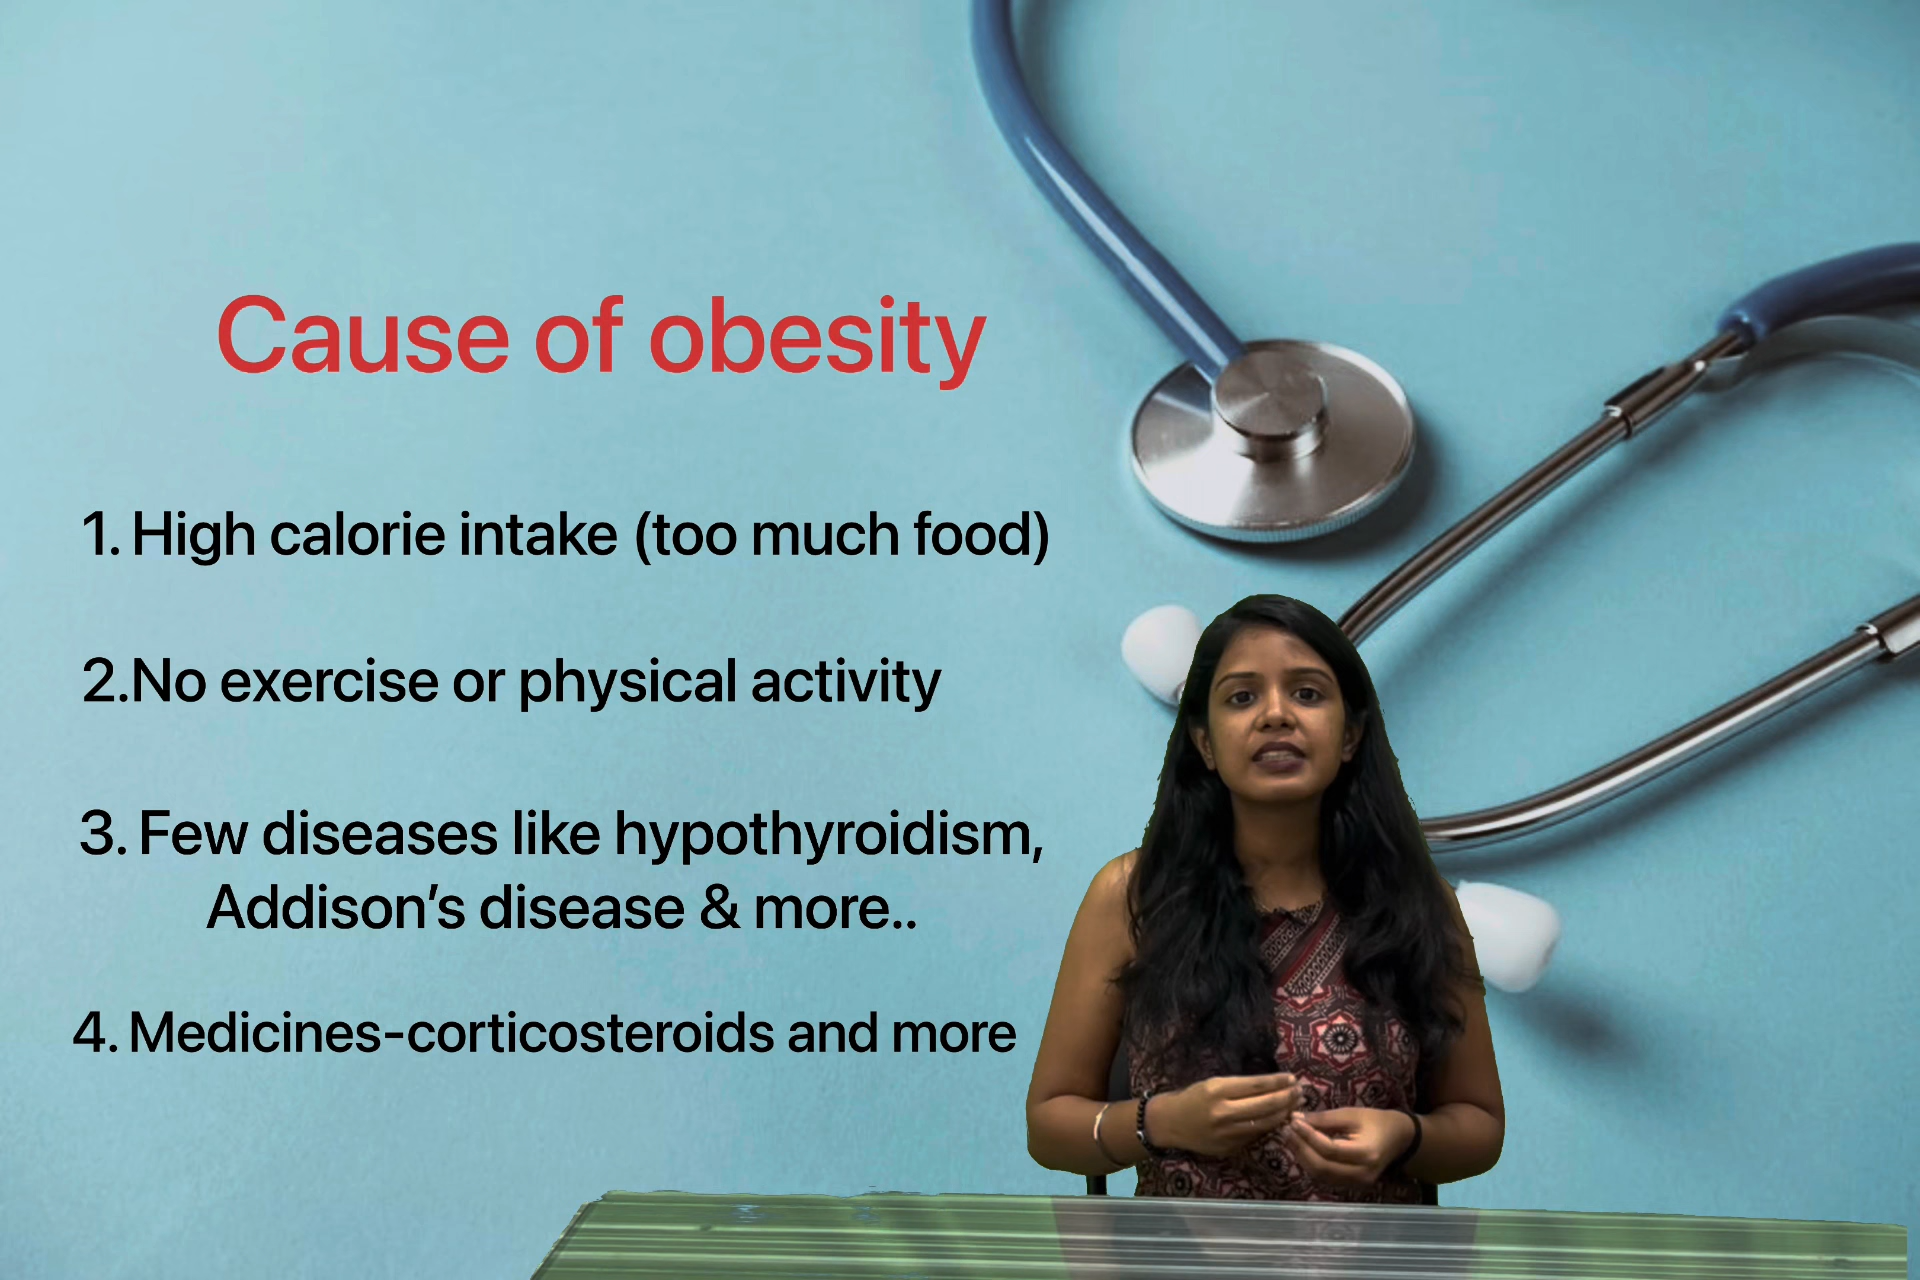 Cause of obesity
1. High calorie intake (too much food)
2.No exercise or physical activity
3. Few diseases like hypothyroidism,
Addison’s disease & more..
4. Medicines-corticosteroids and more